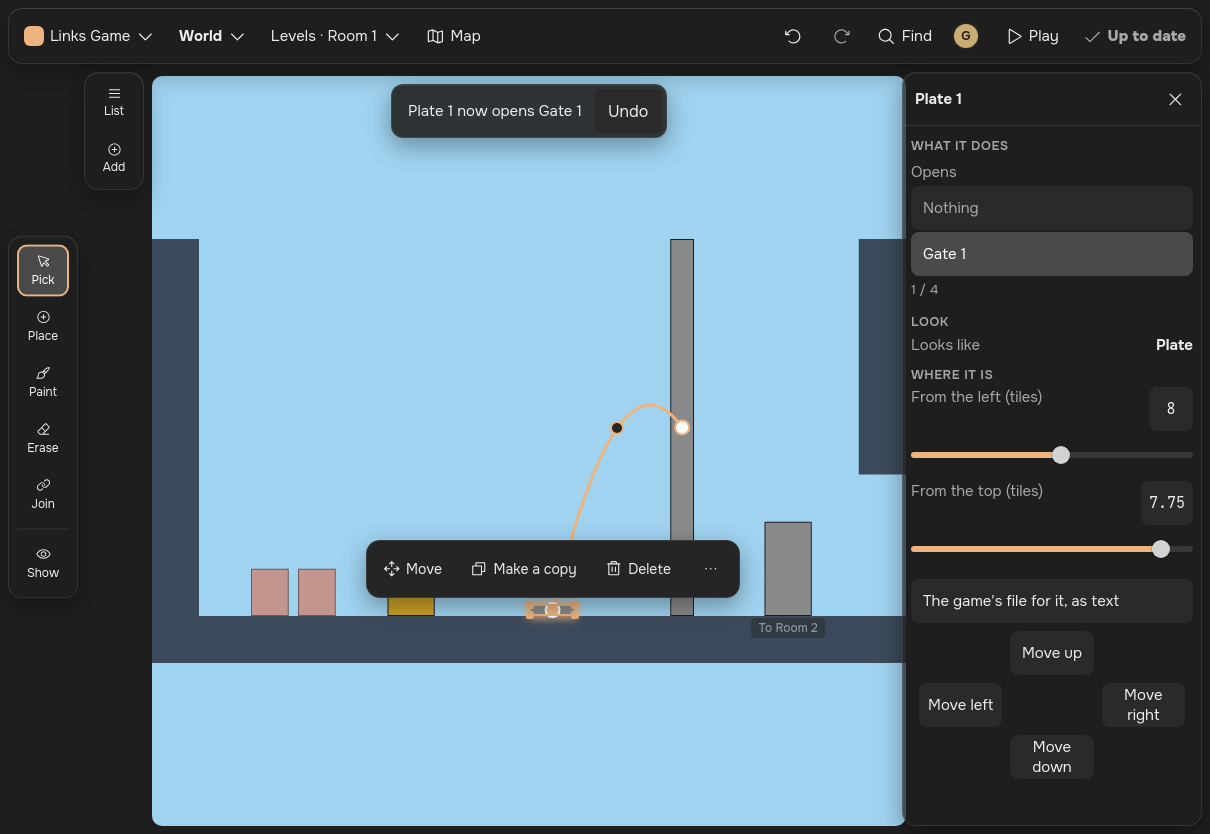 Links Game
World
Levels · Room 1
Map
Find
G
Play
Up to date
List
Add
Plate 1 now opens Gate 1
Undo
Pick
Place
Paint
Erase
Join
Show
Move
Make a copy
Delete
···
To Room 2
Plate 1
WHAT IT DOES
Opens
Nothing
Gate 1
1 / 4
LOOK
Looks like
Plate
WHERE IT IS
From the left (tiles)
8
From the top (tiles)
7.75
The game's file for it, as text
Move up
Move left
Move
right
Move
down